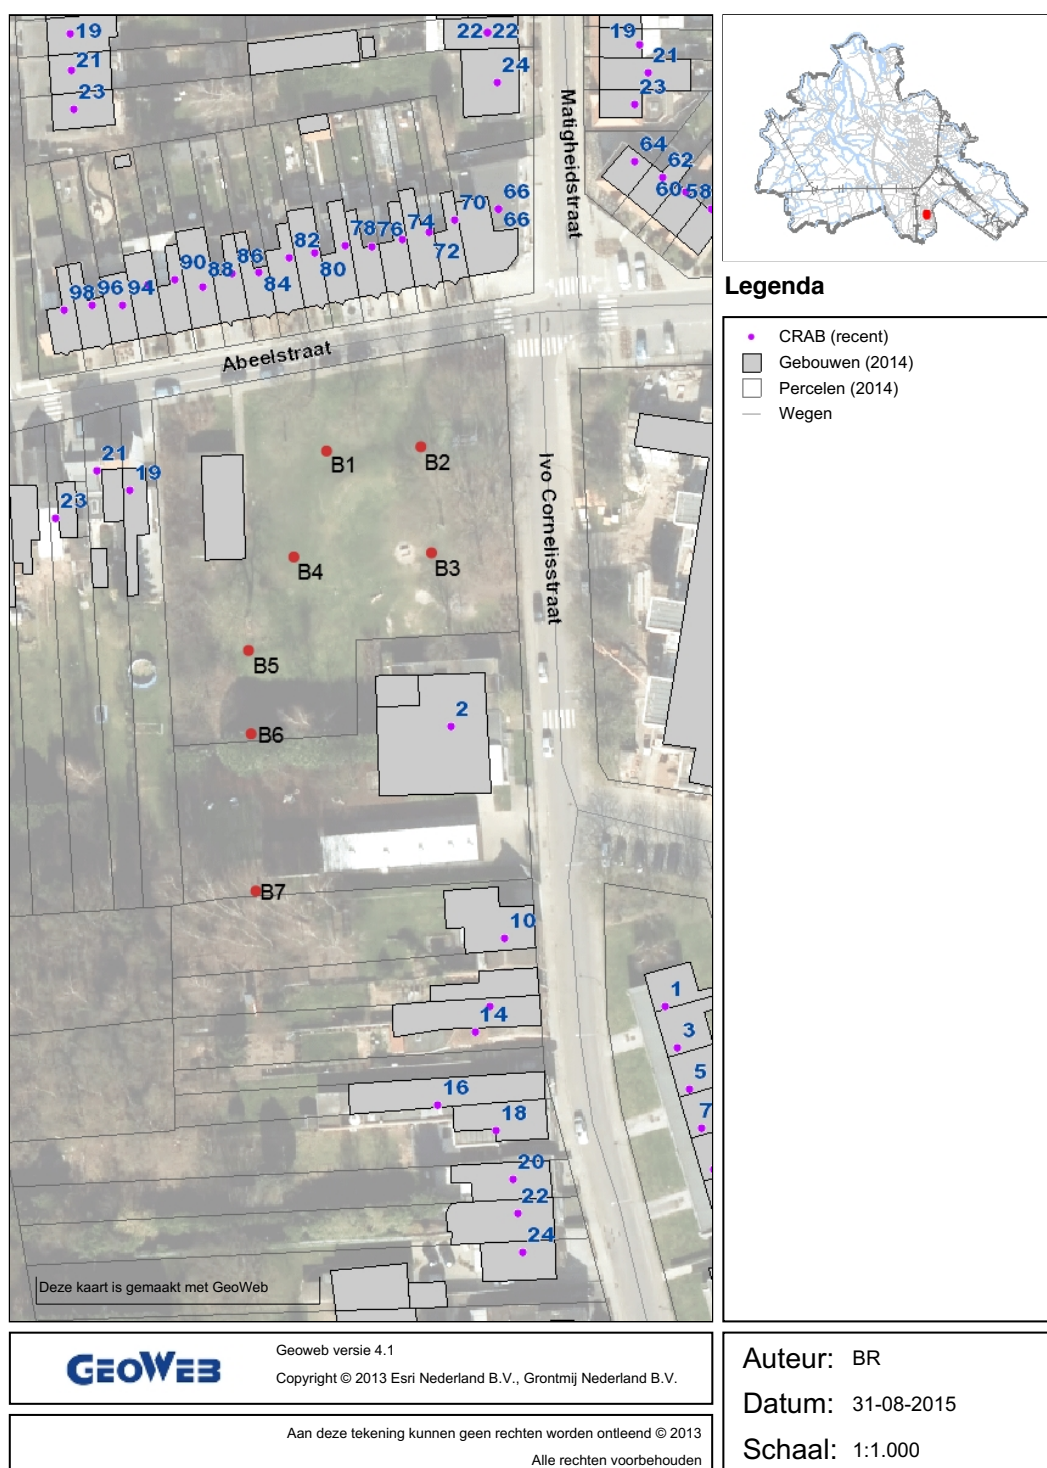 19
21
23
22 22
24
19
21
23
64
62
60 58
66
66
70
72
74
76
78
80
82
84
86
88
90
94
96
98
Matigheidstraat
Abeelstraat
Ivo Cornelisstraat
21
19
23
B1
B2
B3
B4
B5
B6
B7
2
10
14
16
18
20
22
24
1
3
5
7
Deze kaart is gemaakt met GeoWeb
Legenda
CRAB (recent)
Gebouwen (2014)
Percelen (2014)
Wegen
GEOWEB
Geoweb versie 4.1
Copyright © 2013 Esri Nederland B.V., Grontmij Nederland B.V.
Aan deze tekening kunnen geen rechten worden ontleend © 2013
Alle rechten voorbehouden
Auteur: BR
Datum: 31-08-2015
Schaal: 1:1.000